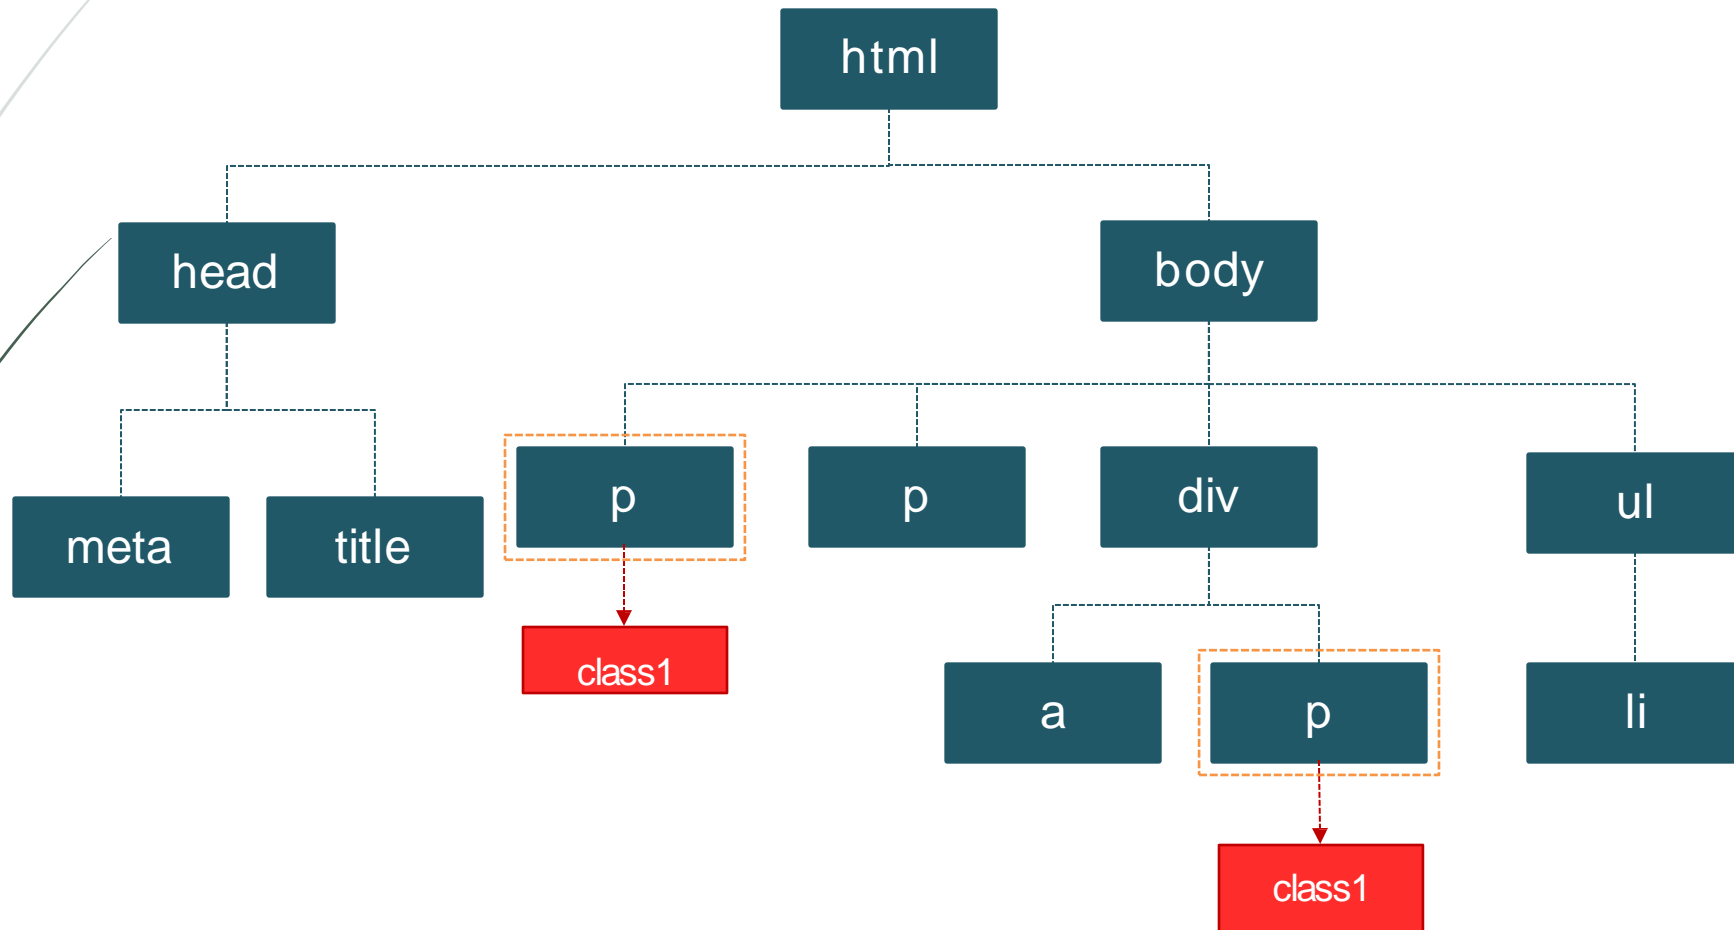 html
head
body
meta
title
p
p
div
ul
class1
a
p
li
class1